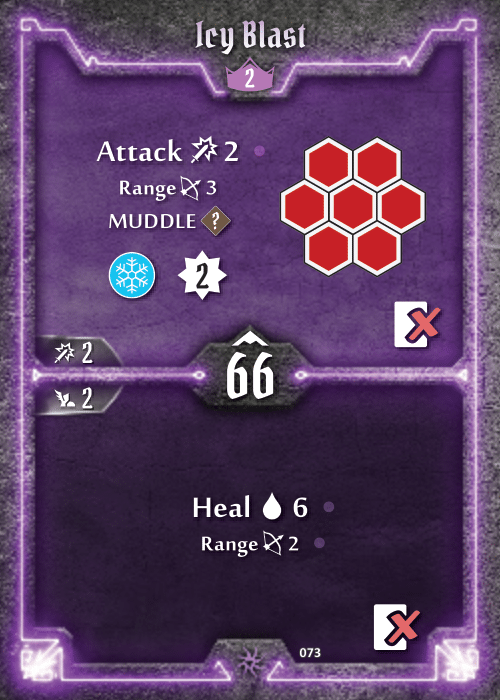 Icy Blast
2
Attack 2
Range 3
MUDDLE ?
2
2
66
2
Heal 6
Range 2
073